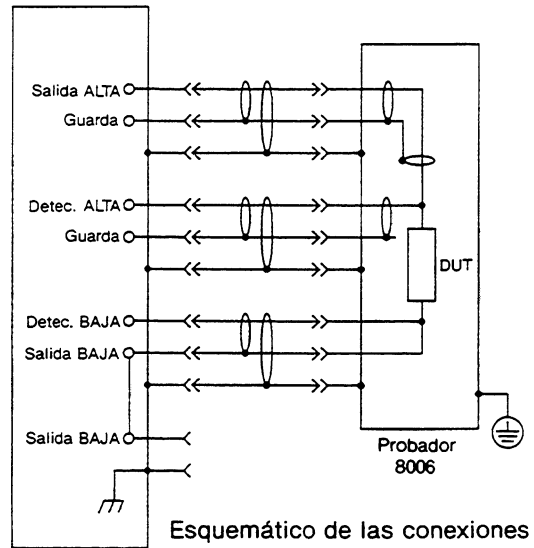 Salida ALTA
Guarda
Detec. ALTA
Guarda
DUT
Detec. BAJA
Salida BAJA
Salida BAJA
Probador
8006
Esquemático de las conexiones